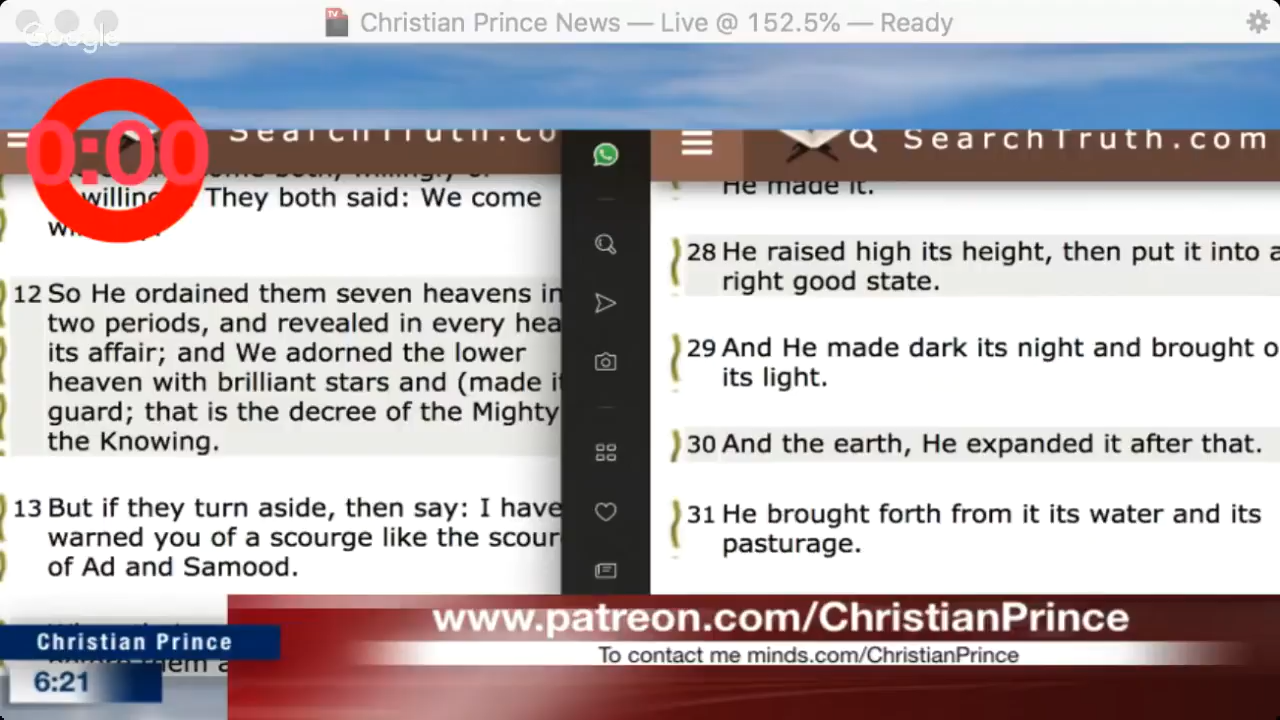 Christian Prince News — Live @ 152.5% — Ready
Google
0:00
SearchTruth.co
willing
They both said: We come
12 So He ordained them seven heavens in
two periods, and revealed in every hea
its affair; and We adorned the lower
heaven with brilliant stars and (made i
guard; that is the decree of the Mighty
the Knowing.
13 But if they turn aside, then say: I have
warned you of a scourge like the scour
of Ad and Samood.
SearchTruth.com
He made it.
28 He raised high its height, then put it into a
right good state.
29 And He made dark its night and brought o
its light.
30 And the earth, He expanded it after that.
31 He brought forth from it its water and its
pasturage.
www.patreon.com/ChristianPrince
To contact me minds.com/ChristianPrince
Christian Prince
6:21